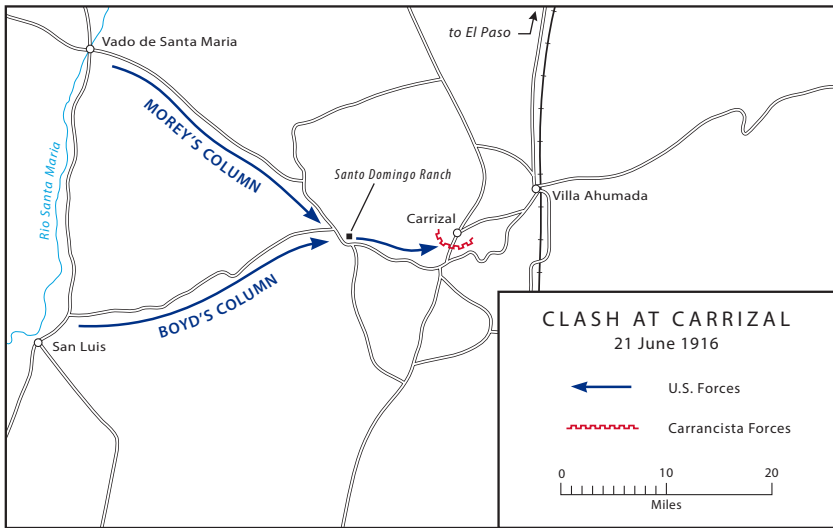 to El Paso
Vado de Santa Maria
MOREY'S COLUMN
Rio Santa Maria
Santo Domingo Ranch
Carrizal
Villa Ahumada
BOYD'S COLUMN
San Luis
CLASH AT CARRIZAL
21 June 1916
U.S. Forces
Carrancista Forces
0 10 20
Miles